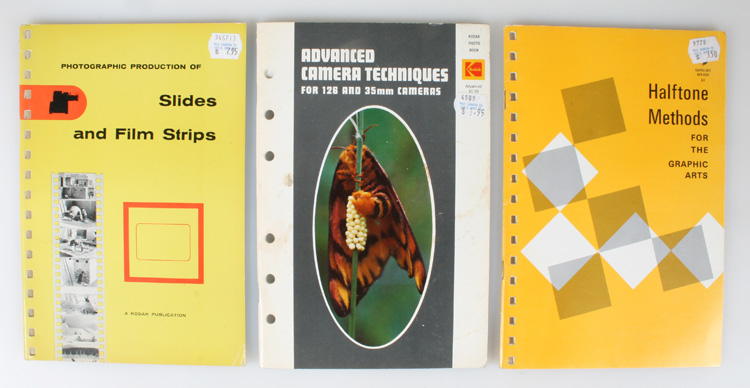 PHOTOGRAPHIC PRODUCTION OF
Slides
and Film Strips
A KODAK PUBLICATION
ADVANCED
CAMERA TECHNIQUES
FOR 126 AND 35mm CAMERAS
KODAK
PHOTO
BOOK
Kodak
Advanced
Halftone
Methods
FOR
THE
GRAPHIC
ARTS